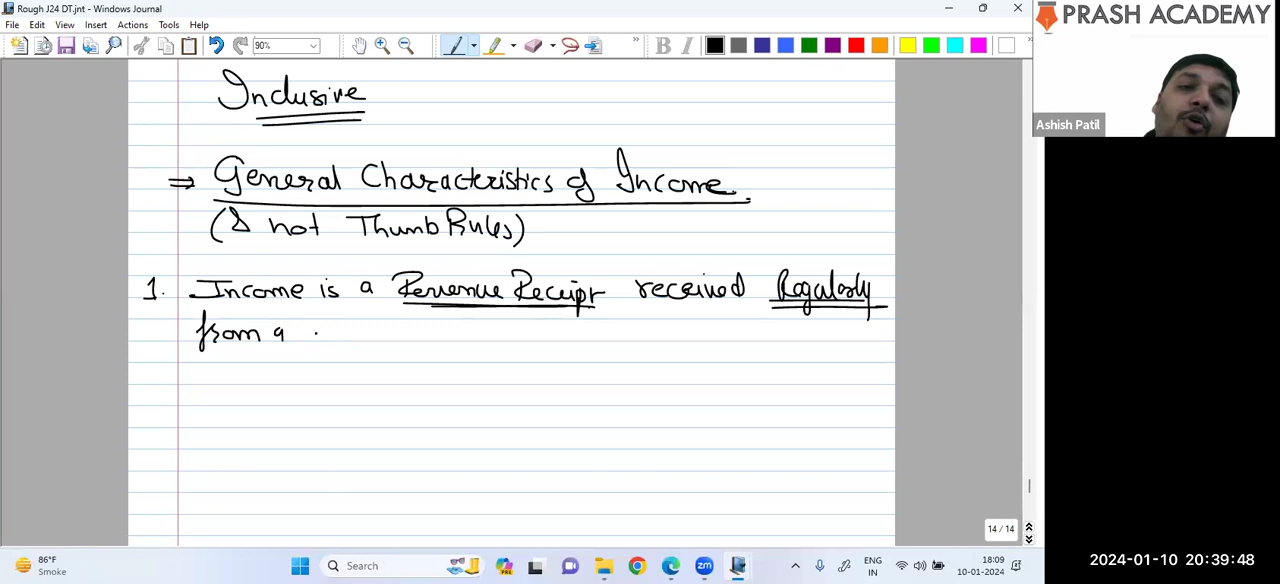 Rough J24 DT.jnt - Windows Journal
File Edit View Insert Actions Tools Help
90%
B I
PRASH ACADEMY
Ashish Patil
Inclusive
⇒ General Characteristics of Income.
(& not Thumb Rules)
1. Income is a Revenue Receipt received Regularly
from a
14 / 14
86°F
Smoke
Search
PRE
zm
ENG
IN
18:09
10-01-2024
2024-01-10 20:39:48